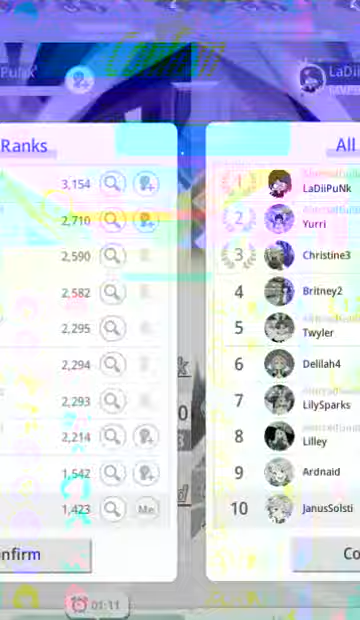 Confirm
Ranks
3,154
2,710
2,590
2,582
2,295
2,294
2,293
2,214
1,542
1,423 Me
nfirm
01:11
LaDii
All
1 LaDiiPuNk
2 Yurri
3 Christine3
4 Britney2
5 Twyler
6 Delilah4
7 LilySparks
8 Lilley
9 Ardnaid
10 JanusSolsti
Co